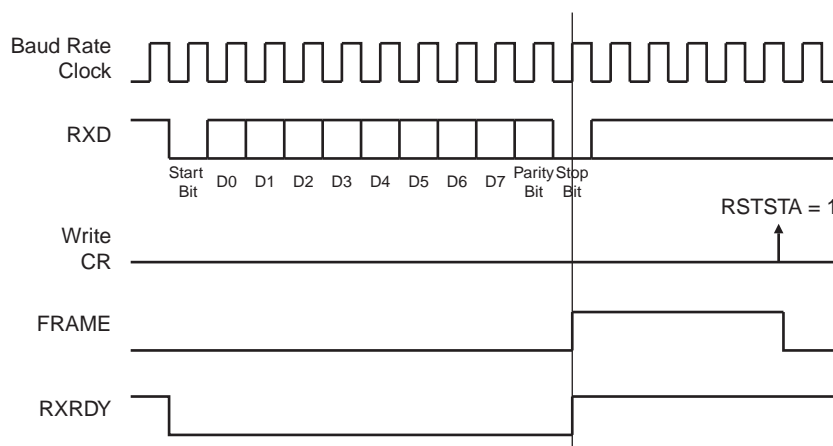 Baud Rate
Clock
RXD
Start
Bit
D0
D1
D2
D3
D4
D5
D6
D7
Parity
Bit
Stop
Bit
RSTSTA = 1
Write
CR
FRAME
RXRDY